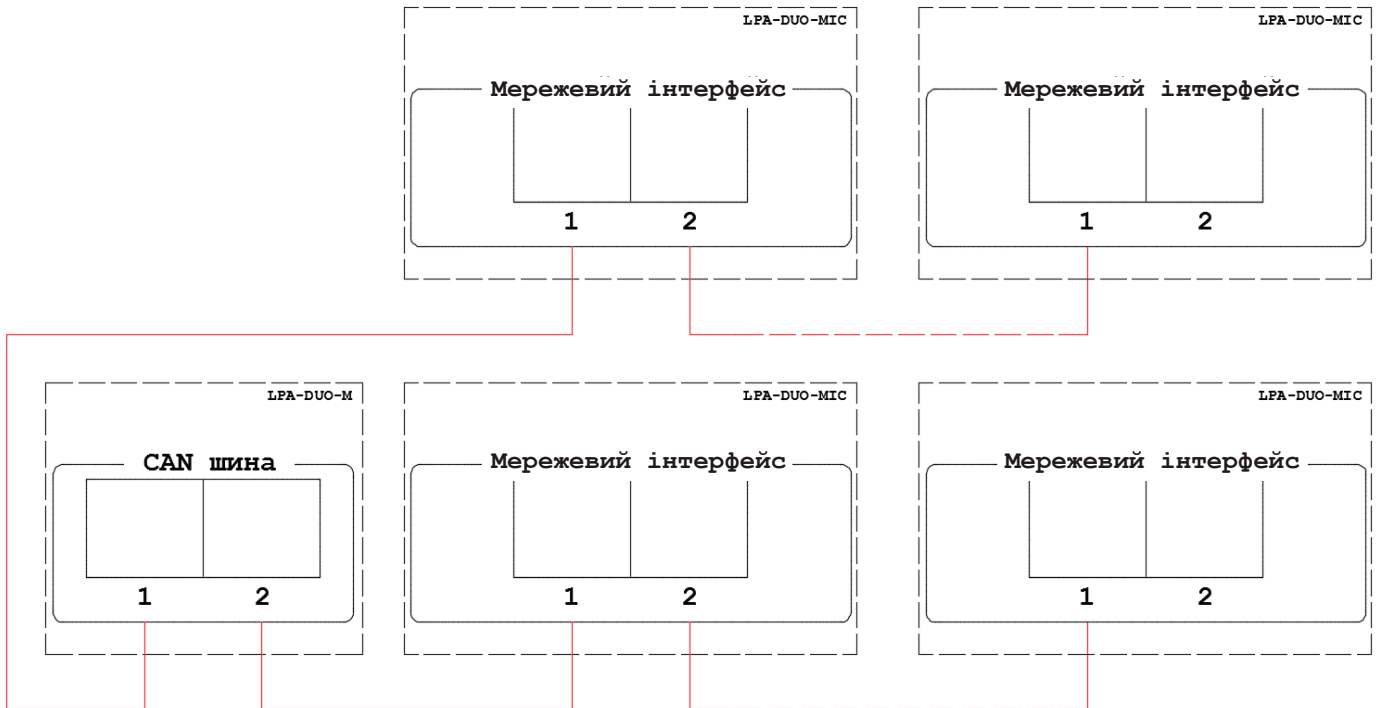 LPA-DUO-MIC
Мережевий інтерфейс
1 2
LPA-DUO-MIC
Мережевий інтерфейс
1 2
LPA-DUO-M
CAN шина
1 2
LPA-DUO-MIC
Мережевий інтерфейс
1 2
LPA-DUO-MIC
Мережевий інтерфейс
1 2